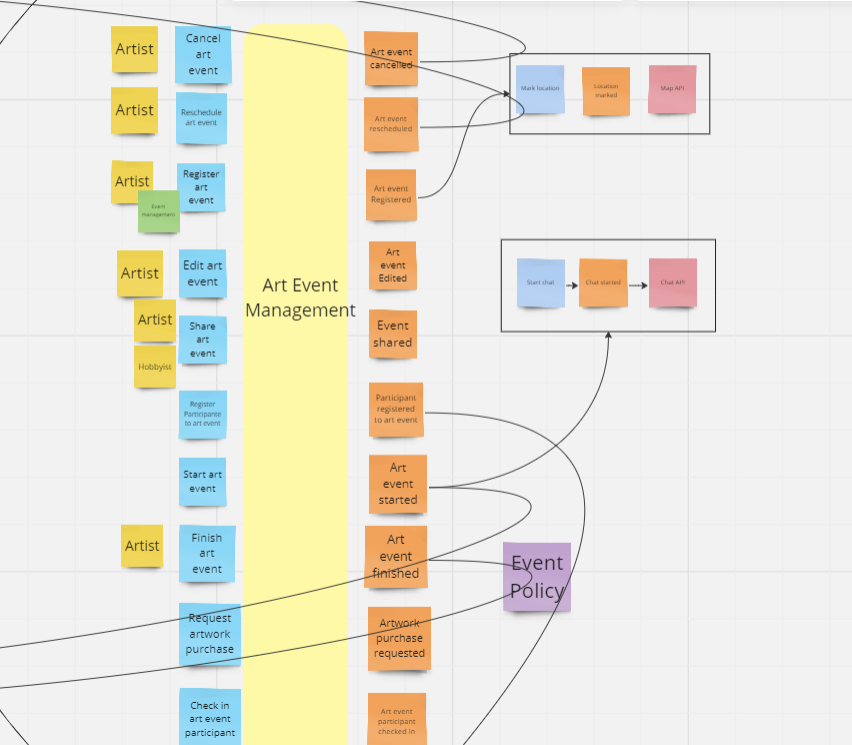 Artist
Cancel
art
event
Art event
cancelled
Mark location
Location
marked
Map API
Artist
Reschedule
art event
Art event
rescheduled
Artist
Event
management
Register
art
event
Art event
Registered
Artist
Edit art
event
Art
event
Edited
Start chat
Chat started
Chat API
Art Event
Management
Artist
Hobbyist
Share
art
event
Event
shared
Register
Participante
to art event
Participant
registered
to art event
Start art
event
Art
event
started
Artist
Finish
art
event
Art
event
finished
Event
Policy
Request
artwork
purchase
Artwork
purchase
requested
Check in
art event
participant
Art event
participant
checked in